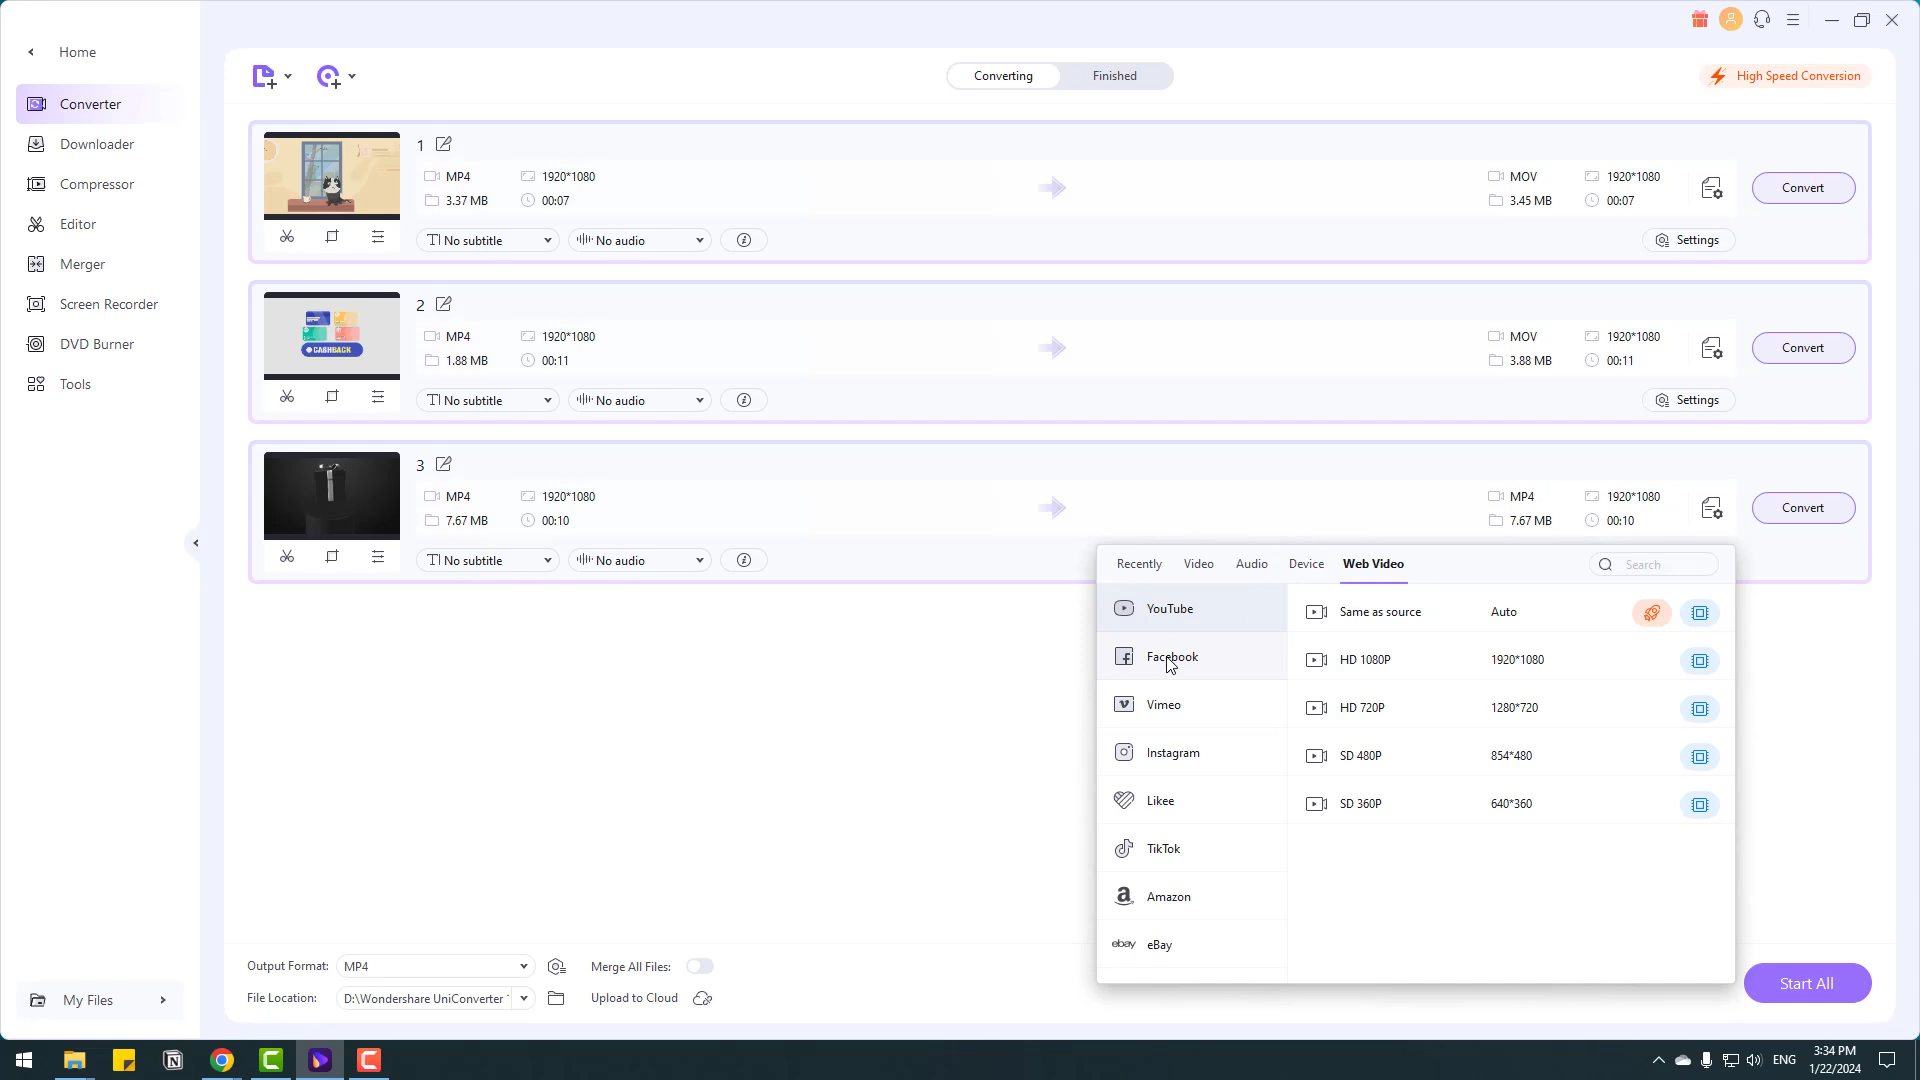 Home
Converter
Downloader
Compressor
Editor
Merger
Screen Recorder
DVD Burner
Tools
My Files
Converting
Finished
High Speed Conversion
1
MP4
1920*1080
3.37 MB
00:07
MOV
1920*1080
3.45 MB
00:07
Convert
No subtitle
No audio
Settings
2
CASHBACK
MP4
1920*1080
1.88 MB
00:11
MOV
1920*1080
3.88 MB
00:11
Convert
No subtitle
No audio
Settings
3
MP4
1920*1080
7.67 MB
00:10
MP4
1920*1080
7.67 MB
00:10
Convert
No subtitle
No audio
Recently
Video
Audio
Device
Web Video
Search
YouTube
Facebook
Vimeo
Instagram
Likee
TikTok
Amazon
ebay
eBay
Same as source
Auto
HD 1080P
1920*1080
HD 720P
1280*720
SD 480P
854*480
SD 360P
640*360
Output Format:
MP4
Merge All Files:
File Location:
D:\Wondershare UniConverter
Upload to Cloud
Start All
ENG
3:34 PM
1/22/2024